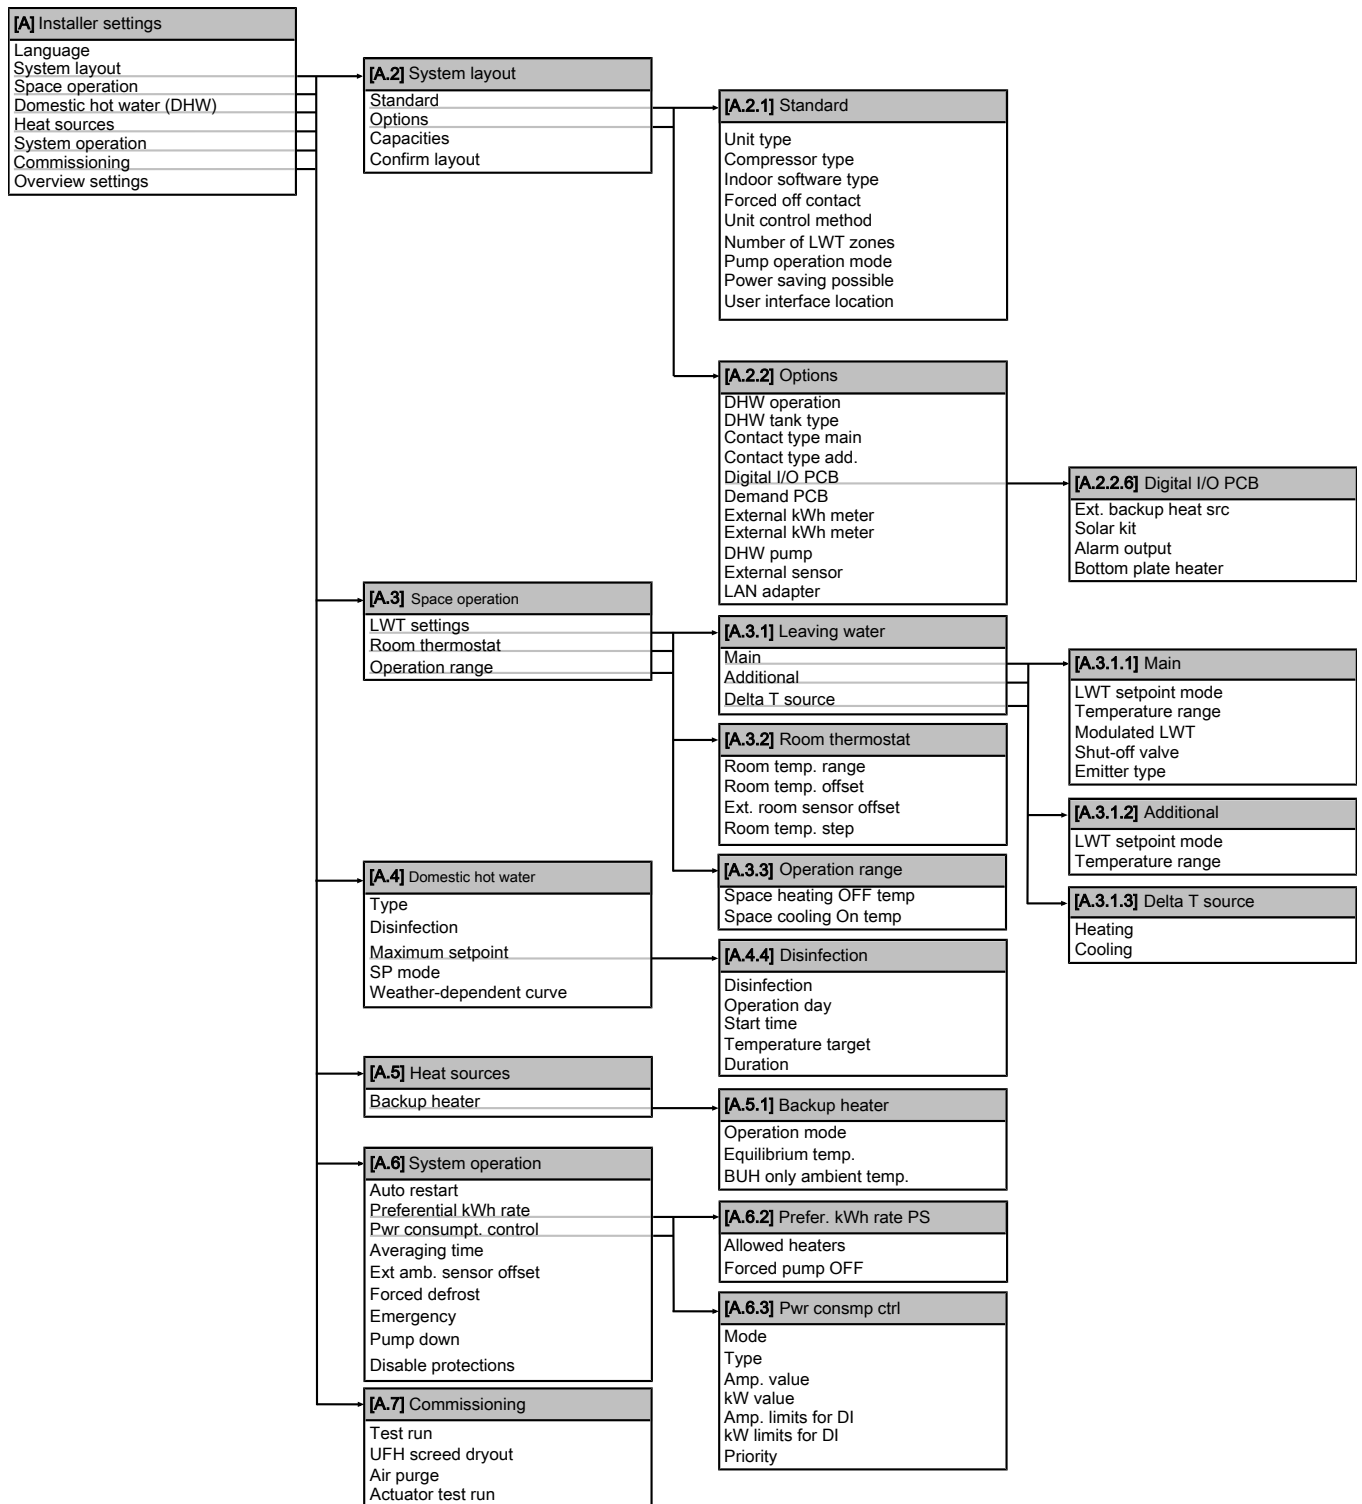 [A] Installer settings
Language
System layout
Space operation
Domestic hot water (DHW)
Heat sources
System operation
Commissioning
Overview settings
[A.2] System layout
Standard
Options
Capacities
Confirm layout
[A.2.1] Standard
Unit type
Compressor type
Indoor software type
Forced off contact
Unit control method
Number of LWT zones
Pump operation mode
Power saving possible
User interface location
[A.2.2] Options
DHW operation
DHW tank type
Contact type main
Contact type add.
Digital I/O PCB
Demand PCB
External kWh meter
External kWh meter
DHW pump
External sensor
LAN adapter
[A.2.2.6] Digital I/O PCB
Ext. backup heat src
Solar kit
Alarm output
Bottom plate heater
[A.3] Space operation
LWT settings
Room thermostat
Operation range
[A.3.1] Leaving water
Main
Additional
Delta T source
[A.3.1.1] Main
LWT setpoint mode
Temperature range
Modulated LWT
Shut-off valve
Emitter type
[A.3.2] Room thermostat
Room temp. range
Room temp. offset
Ext. room sensor offset
Room temp. step
[A.3.1.2] Additional
LWT setpoint mode
Temperature range
[A.3.3] Operation range
Space heating OFF temp
Space cooling On temp
[A.3.1.3] Delta T source
Heating
Cooling
[A.4] Domestic hot water
Type
Disinfection
Maximum setpoint
SP mode
Weather-dependent curve
[A.4.4] Disinfection
Disinfection
Operation day
Start time
Temperature target
Duration
[A.5] Heat sources
Backup heater
[A.5.1] Backup heater
Operation mode
Equilibrium temp.
BUH only ambient temp.
[A.6] System operation
Auto restart
Preferential kWh rate
Pwr consumpt. control
Averaging time
Ext amb. sensor offset
Forced defrost
Emergency
Pump down
Disable protections
[A.6.2] Prefer. kWh rate PS
Allowed heaters
Forced pump OFF
[A.6.3] Pwr consmp ctrl
Mode
Type
Amp. value
kW value
Amp. limits for DI
kW limits for DI
Priority
[A.7] Commissioning
Test run
UFH screed dryout
Air purge
Actuator test run